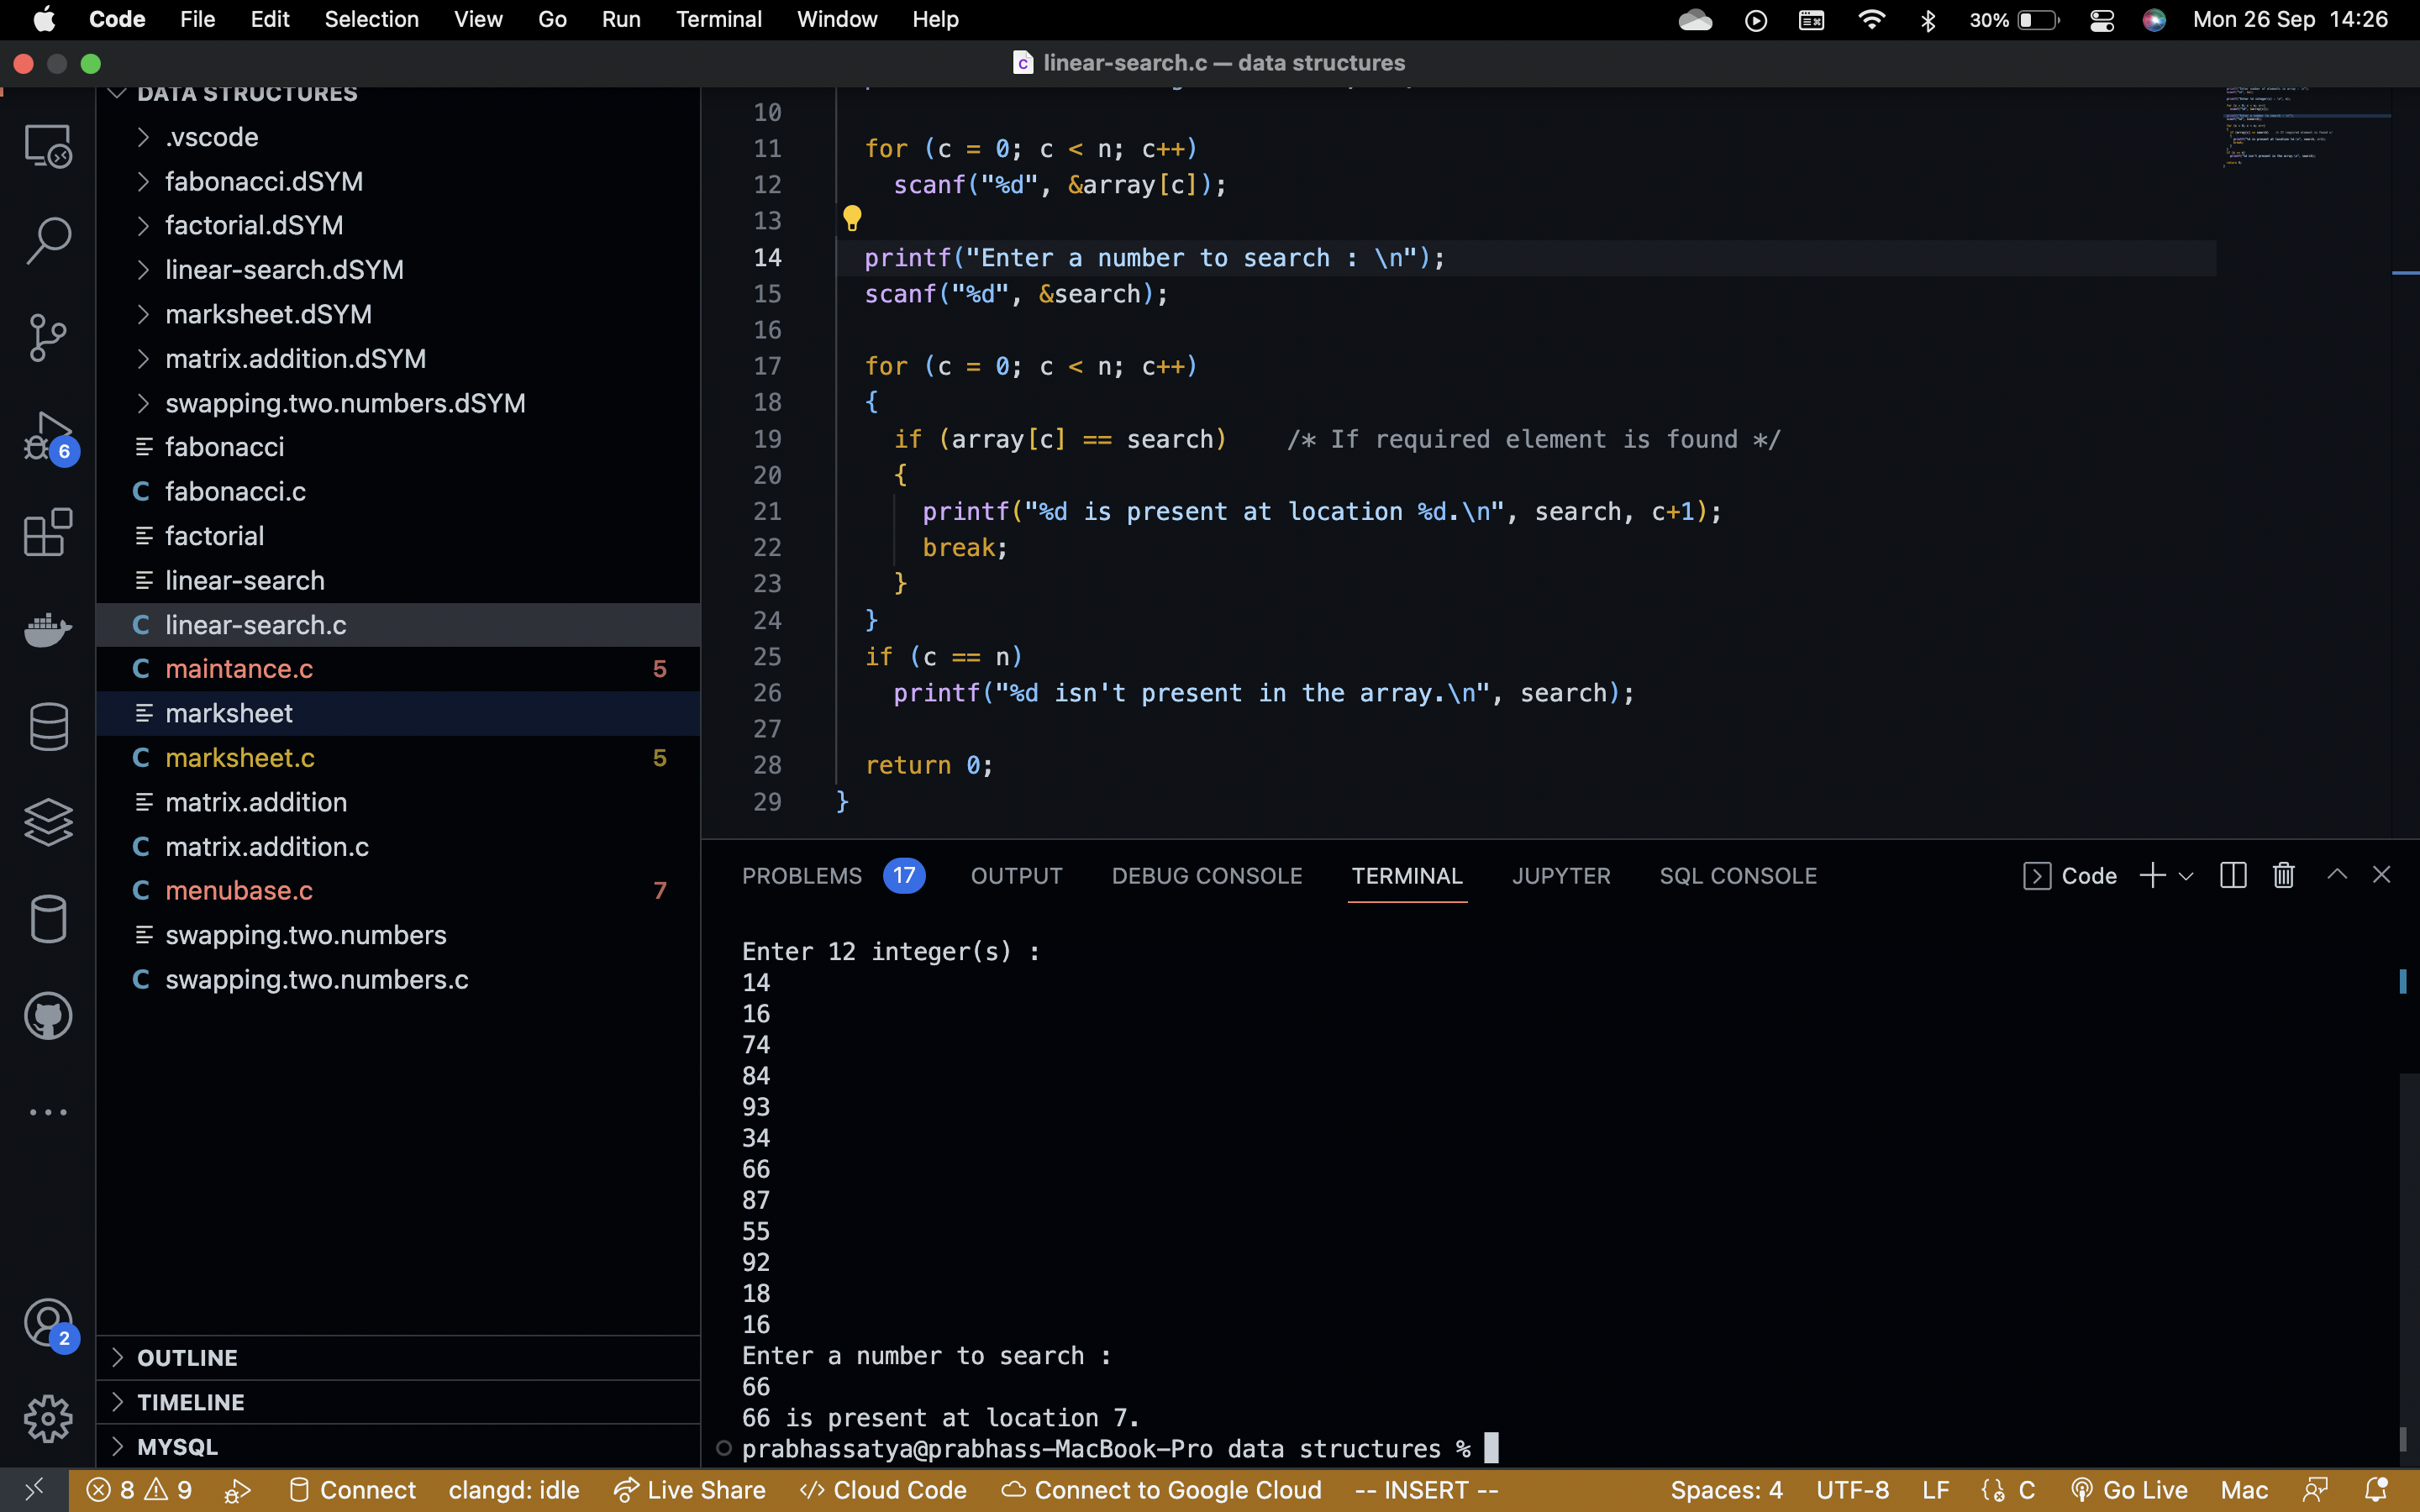 Code File Edit Selection View Go Run Terminal Window Help 30% Mon 26 Sep 14:26
linear-search.c — data structures
DATA STRUCTURES
.vscode
fabonacci.dSYM
factorial.dSYM
linear-search.dSYM
marksheet.dSYM
matrix.addition.dSYM
swapping.two.numbers.dSYM
fabonacci
C fabonacci.c
factorial
linear-search
C linear-search.c
C maintance.c 5
marksheet
C marksheet.c 5
matrix.addition
C matrix.addition.c
C menubase.c 7
swapping.two.numbers
C swapping.two.numbers.c
OUTLINE
TIMELINE
MYSQL
6
2
10
11 for (c = 0; c < n; c++)
12 scanf("%d", &array[c]);
13
14 printf("Enter a number to search : \n");
15 scanf("%d", &search);
16
17 for (c = 0; c < n; c++)
18 {
19 if (array[c] == search) /* If required element is found */
20 {
21 printf("%d is present at location %d.\n", search, c+1);
22 break;
23 }
24 }
25 if (c == n)
26 printf("%d isn't present in the array.\n", search);
27
28 return 0;
29 }
PROBLEMS 17 OUTPUT DEBUG CONSOLE TERMINAL JUPYTER SQL CONSOLE Code
Enter 12 integer(s) :
14
16
74
84
93
34
66
87
55
92
18
16
Enter a number to search :
66
66 is present at location 7.
prabhassatya@prabhass-MacBook-Pro data structures %
8 9 Connect clangd: idle Live Share Cloud Code Connect to Google Cloud -- INSERT -- Spaces: 4 UTF-8 LF C Go Live Mac